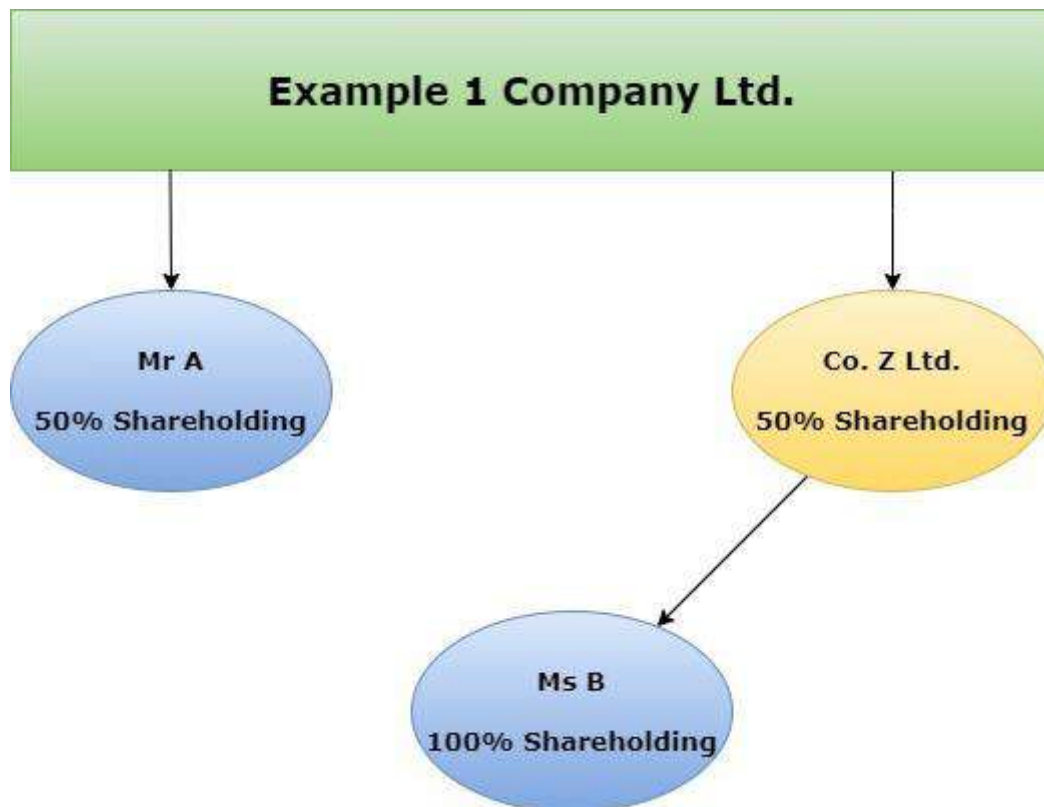 Example 1 Company Ltd.
Mr A
50% Shareholding
Co. Z Ltd.
50% Shareholding
Ms B
100% Shareholding